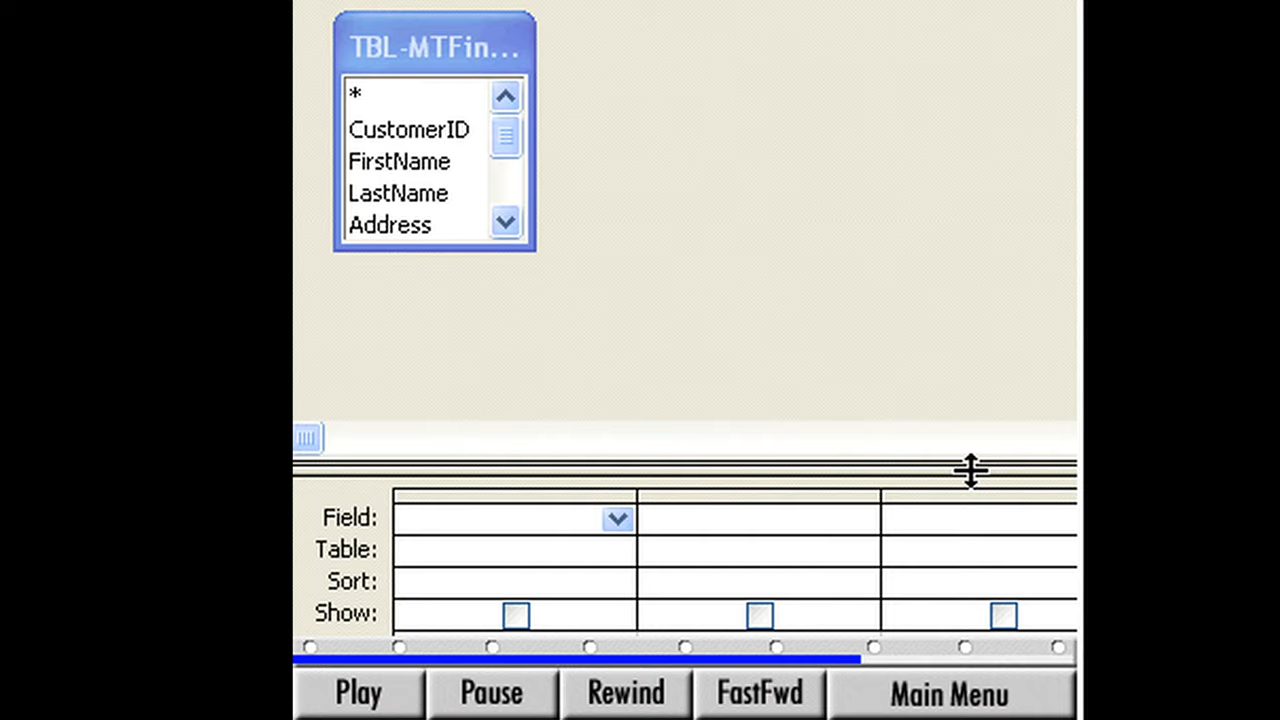 TBL-MTFin...
*
CustomerID
FirstName
LastName
Address
Field:
Table:
Sort:
Show:
Play Pause Rewind FastFwd Main Menu